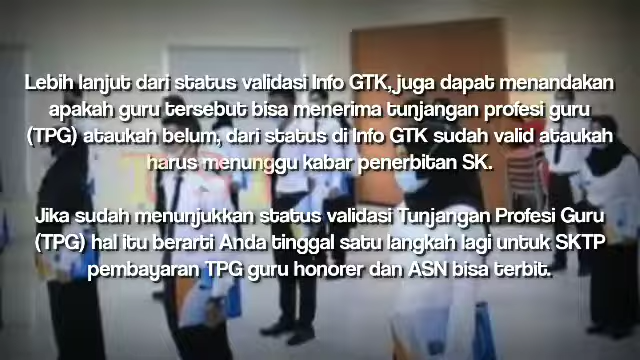 Lebih lanjut dari status validasi Info GTK, juga dapat menandakan
apakah guru tersebut bisa menerima tunjangan profesi guru
(TPG) ataukah belum, dari status di Info GTK sudah valid ataukah
harus menunggu kabar penerbitan SK.
Jika sudah menunjukkan status validasi Tunjangan Profesi Guru
(TPG) hal itu berarti Anda tinggal satu langkah lagi untuk SKTP
pembayaran TPG guru honorer dan ASN bisa terbit.